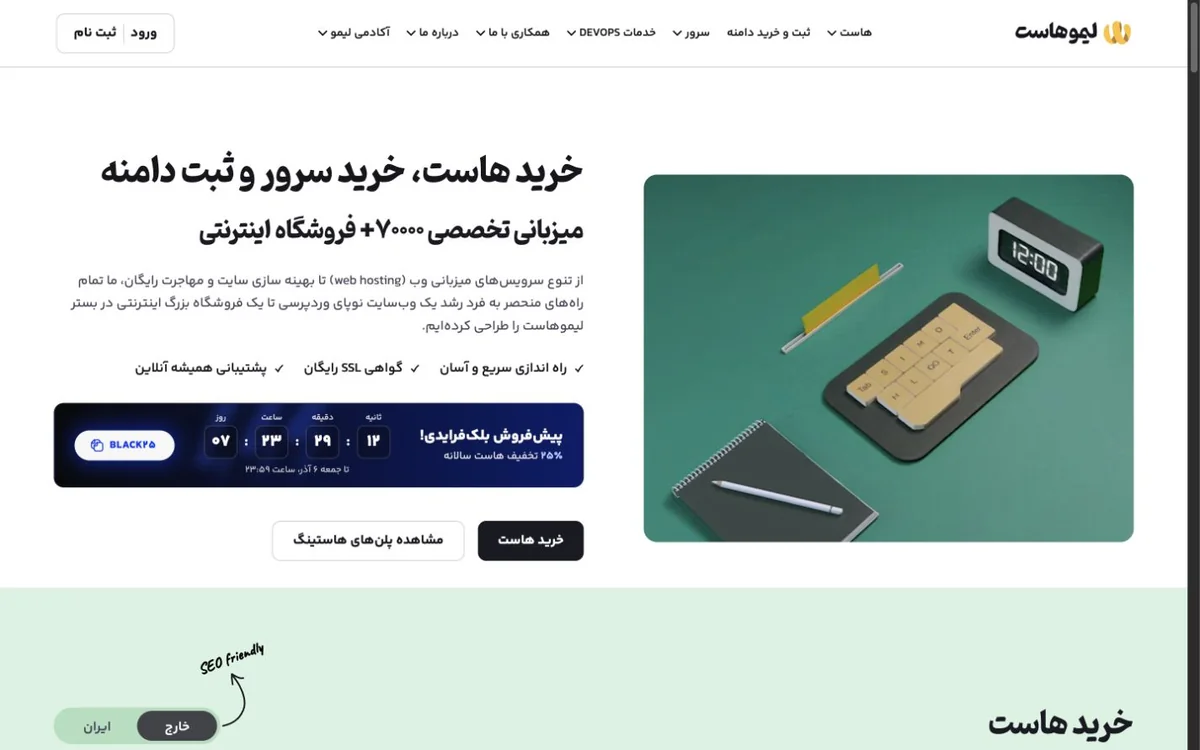 لیموهاست
هاست
ثبت و خرید دامنه
سرور
خدمات DEVOPS
همکاری با ما
درباره ما
آکادمی لیمو
ورود
ثبت نام
خرید هاست، خرید سرور و ثبت دامنه
میزبانی تخصصی ۷۰۰۰۰+ فروشگاه اینترنتی
از تنوع سرویس‌های میزبانی وب (web hosting) تا بهینه سازی سایت و مهاجرت رایگان، ما تمام
راه‌های منحصر به فرد رشد یک وب‌سایت نوپای وردپرسی تا یک فروشگاه بزرگ اینترنتی در بستر
لیموهاست را طراحی کرده‌ایم.
راه اندازی سریع و آسان
گواهی SSL رایگان
پشتیبانی همیشه آنلاین
پیش‌فروش بلک‌فرایدی!
۲۵٪ تخفیف هاست سالانه
ثانیه
دقیقه
ساعت
روز
۱۲ : ۲۹ : ۲۳ : ۰۷
تا جمعه ۶ آذر، ساعت ۲۳:۵۹
BLACK۲۵
خرید هاست
مشاهده پلن‌های هاستینگ
12:00
Tab S I M O Enter
H L GO T
SEO friendly
خرید هاست
خارج
ایران